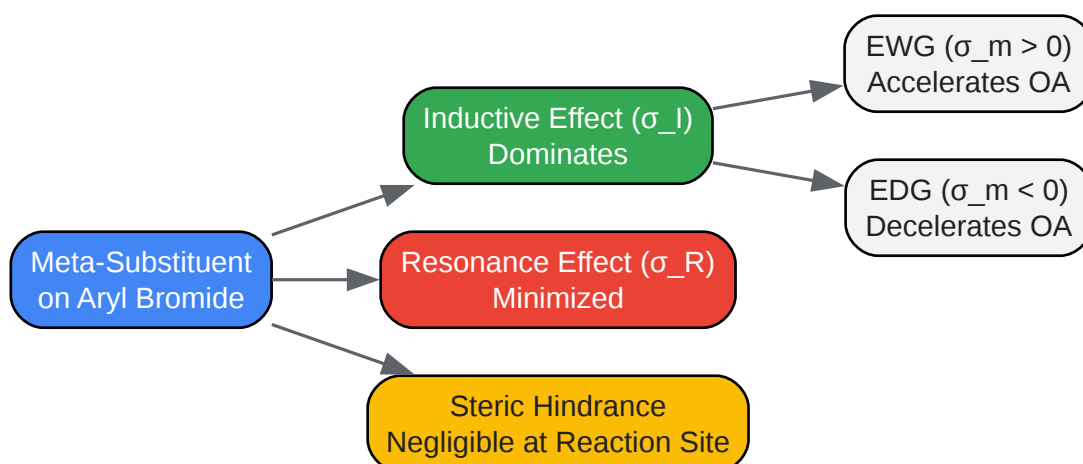 Meta-Substituent
on Aryl Bromide
Inductive Effect (σ_I)
Dominates
EWG (σ_m > 0)
Accelerates OA
EDG (σ_m < 0)
Decelerates OA
Resonance Effect (σ_R)
Minimized
Steric Hindrance
Negligible at Reaction Site